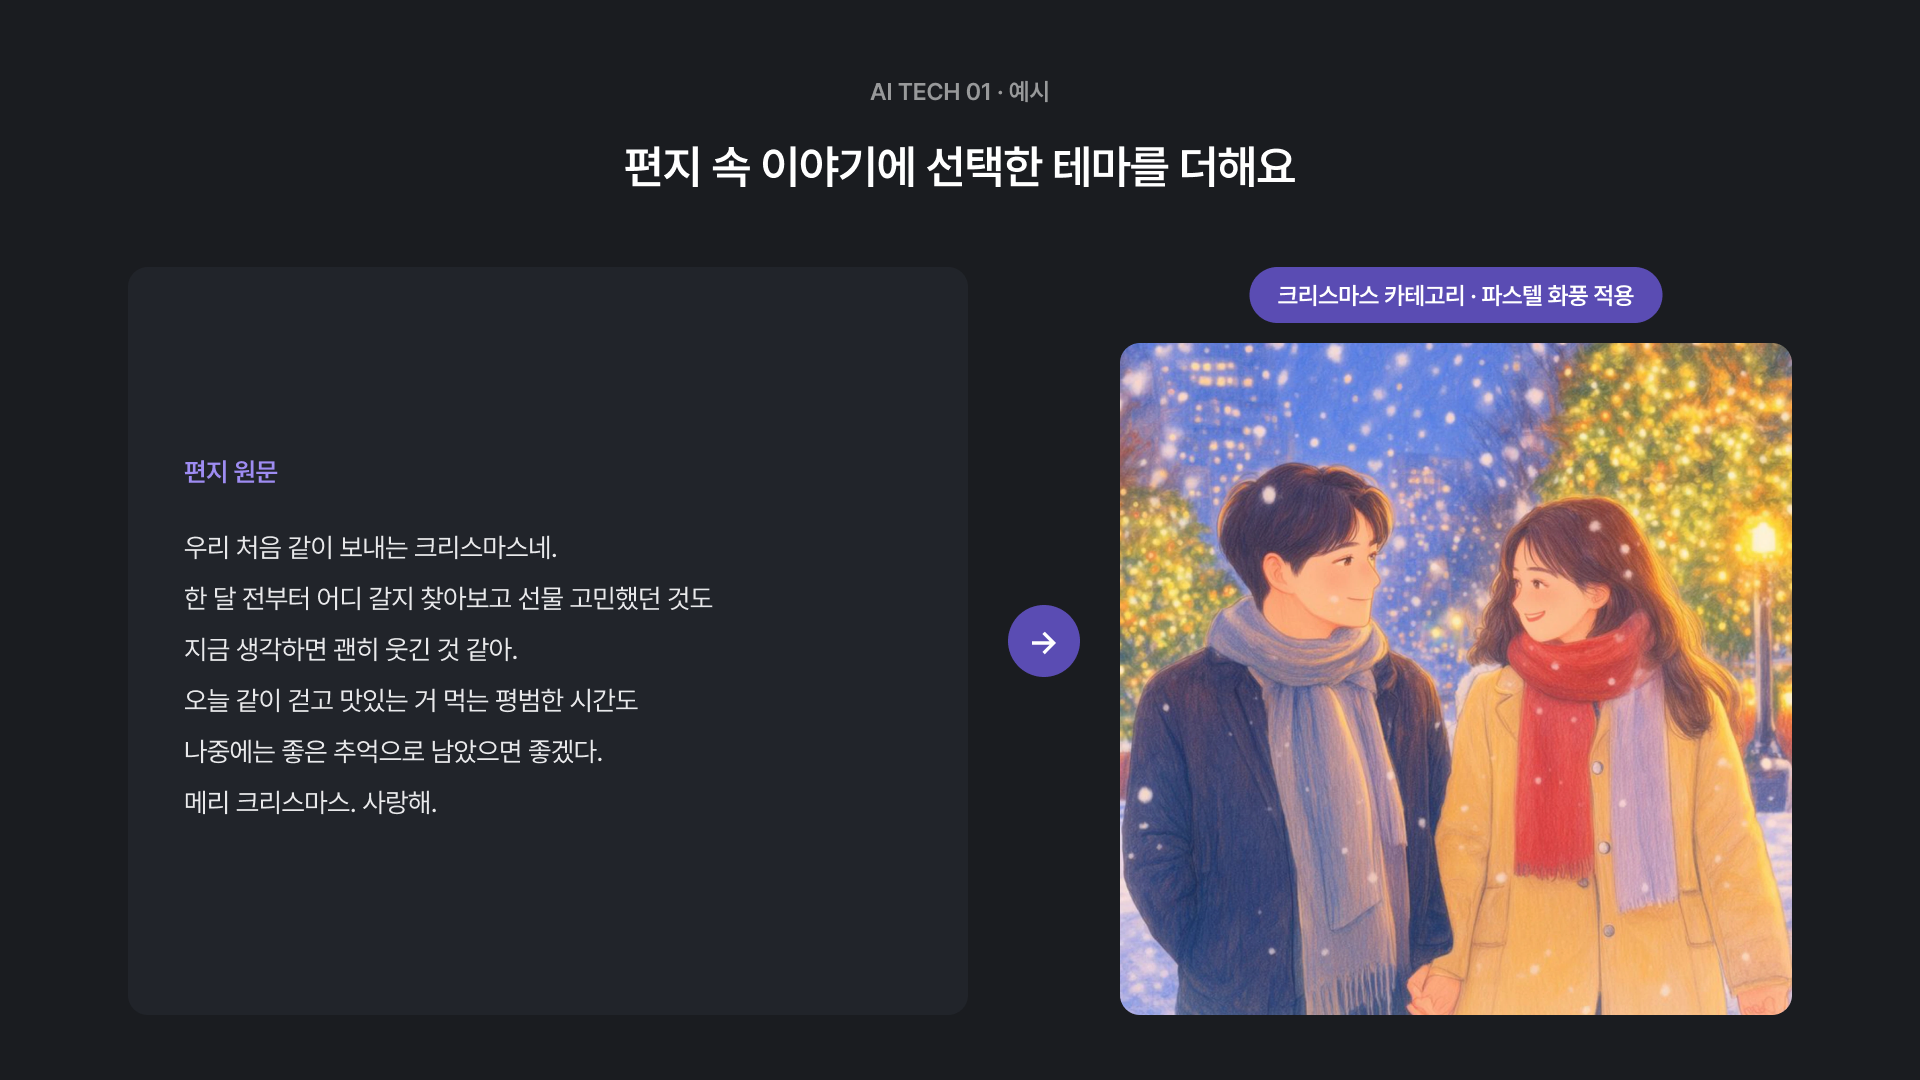 AI TECH 01 · 예시
편지 속 이야기에 선택한 테마를 더해요
편지 원문
우리 처음 같이 보내는 크리스마스네.
한 달 전부터 어디 갈지 찾아보고 선물 고민했던 것도
지금 생각하면 괜히 웃긴 것 같아.
오늘 같이 걷고 맛있는 거 먹는 평범한 시간도
나중에는 좋은 추억으로 남았으면 좋겠다.
메리 크리스마스. 사랑해.
크리스마스 카테고리 · 파스텔 화풍 적용